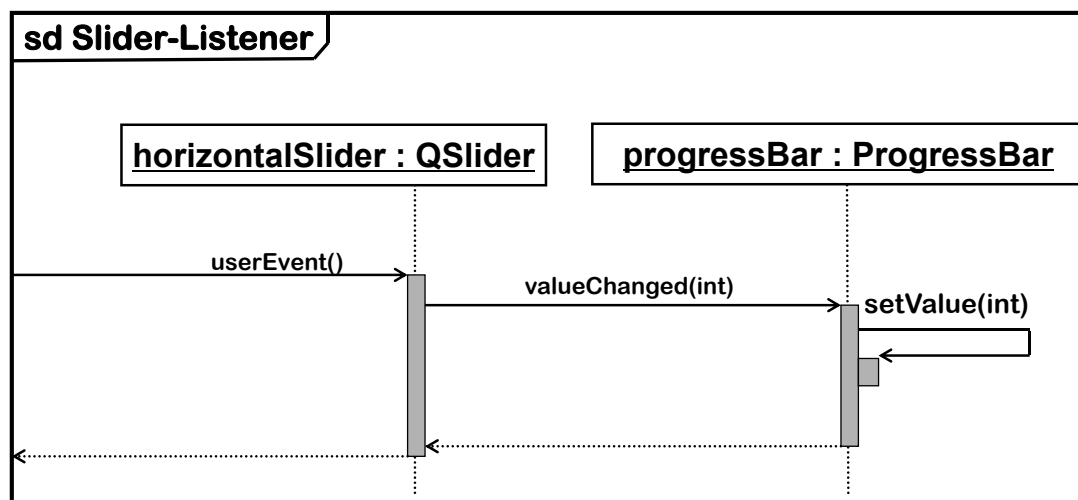 sd Slider-Listener
horizontalSlider : QSlider
progressBar : ProgressBar
userEvent()
valueChanged(int)
setValue(int)